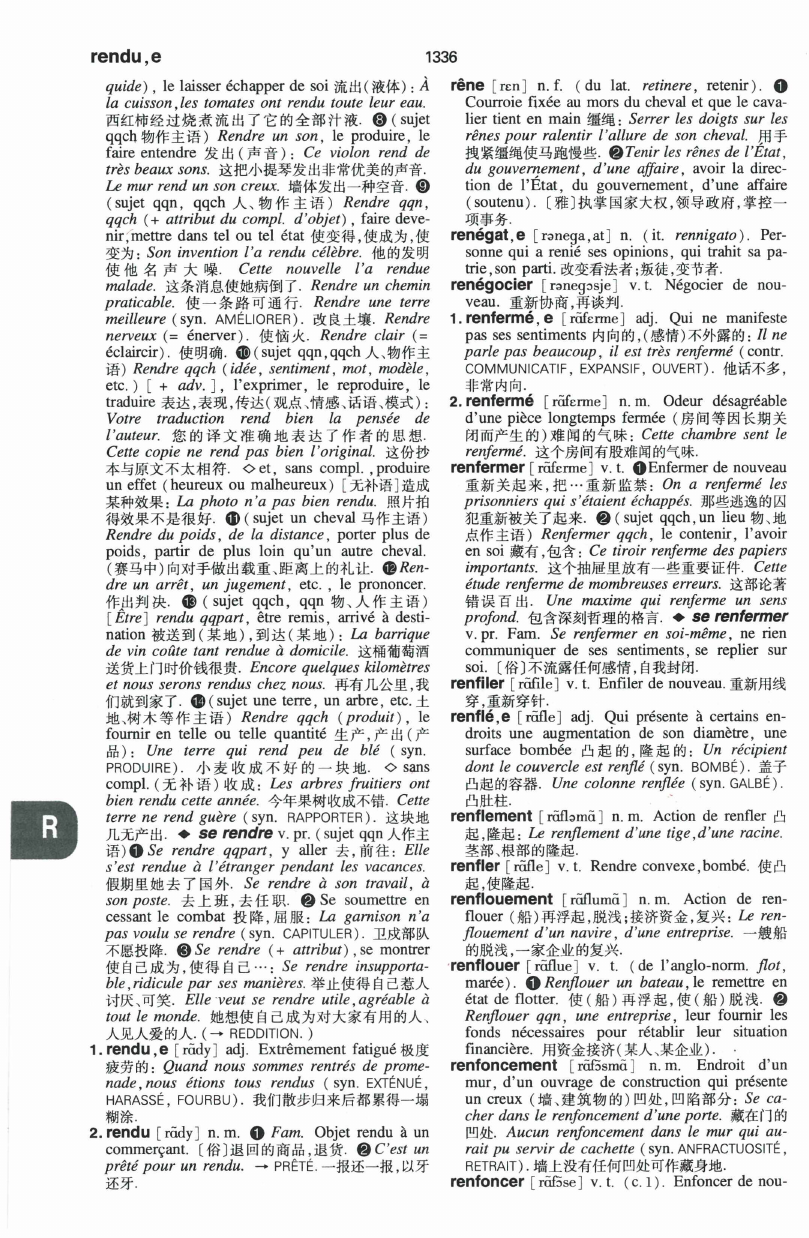 rendu,e
1336
quide), le laisser échapper de soi 流出(液体): À
la cuisson,les tomates ont rendu toute leur eau.
西红柿经过烧煮流出了它的全部汁液. ❽ (sujet
qqch 物作主语) Rendre un son, le produire, le
faire entendre 发出(声音): Ce violon rend de
très beaux sons. 这把小提琴发出非常优美的声音.
Le mur rend un son creux. 墙体发出一种空音. ❾
(sujet qqn, qqch 人、物作主语) Rendre qqn,
qqch (+ attribut du compl. d'objet), faire deve-
nir,mettre dans tel ou tel état 使变得,使成为,使
变为: Son invention l'a rendu célèbre. 他的发明
使他名声大噪. Cette nouvelle l'a rendue
malade. 这条消息使她病倒了. Rendre un chemin
praticable. 使一条路可通行. Rendre une terre
meilleure (syn. AMÉLIORER). 改良土壤. Rendre
nerveux (= énerver). 使恼火. Rendre clair (=
éclaircir). 使明确. ❿ (sujet qqn,qqch 人、物作主
语) Rendre qqch (idée, sentiment, mot, modèle,
etc.) [ + adv. ], l'exprimer, le reproduire, le
traduire 表达,表现,传达(观点、情感、话语、模式):
Votre traduction rend bien la pensée de
l'auteur. 您的译文准确地表达了作者的思想.
Cette copie ne rend pas bien l'original. 这份抄
本与原文不太相符. ◇ et, sans compl. ,produire
un effet (heureux ou malheureux) [无补语]造成
某种效果: La photo n'a pas bien rendu. 照片拍
得效果不是很好. ⓫ (sujet un cheval 马作主语)
Rendre du poids, de la distance, porter plus de
poids, partir de plus loin qu'un autre cheval.
(赛马中)向对手做出载重、距离上的礼让. ⓬ Ren-
dre un arrêt, un jugement, etc. , le prononcer.
作出判决. ⓭ (sujet qqch, qqn 物、人作主语)
[Être] rendu qqpart, être remis, arrivé à desti-
nation 被送到(某地),到达(某地): La barrique
de vin coûte tant rendue à domicile. 这桶葡萄酒
送货上门时价钱很贵. Encore quelques kilomètres
et nous serons rendus chez nous. 再有几公里,我
们就到家了. ⓮ (sujet une terre, un arbre, etc. 土
地、树木等作主语) Rendre qqch (produit), le
fournir en telle ou telle quantité 生产,产出(产
品): Une terre qui rend peu de blé (syn.
PRODUIRE). 小麦收成不好的一块地. ◇ sans
compl. (无补语) 收成: Les arbres fruitiers ont
bien rendu cette année. 今年果树收成不错. Cette
terre ne rend guère (syn. RAPPORTER). 这块地
几无产出. ◆ se rendre v. pr. (sujet qqn 人作主
语) ❶ Se rendre qqpart, y aller 去,前往: Elle
s'est rendue à l'étranger pendant les vacances.
假期里她去了国外. Se rendre à son travail, à
son poste. 去上班,去任职. ❷ Se soumettre en
cessant le combat 投降,屈服: La garnison n'a
pas voulu se rendre (syn. CAPITULER). 卫戍部队
不愿投降. ❸ Se rendre (+ attribut), se montrer
使自己成为,使得自己…: Se rendre insupporta-
ble,ridicule par ses manières. 举止使得自己惹人
讨厌、可笑. Elle veut se rendre utile,agréable à
tout le monde. 她想使自己成为对大家有用的人、
人见人爱的人. (→ REDDITION. )
1. rendu,e [rɑ̃dy] adj. Extrêmement fatigué 极度
疲劳的: Quand nous sommes rentrés de prome-
nade,nous étions tous rendus (syn. EXTÉNUÉ,
HARASSÉ, FOURBU). 我们散步归来后都累得一塌
糊涂.
2. rendu [rɑ̃dy] n. m. ❶ Fam. Objet rendu à un
commerçant. [俗]退回的商品,退货. ❷ C'est un
prêté pour un rendu. → PRÊTÉ. 一报还一报,以牙
还牙.
R
rêne [rɛn] n. f. (du lat. retinere, retenir). ❶
Courroie fixée au mors du cheval et que le cava-
lier tient en main 缰绳: Serrer les doigts sur les
rênes pour ralentir l'allure de son cheval. 用手
拽紧缰绳使马跑慢些. ❷ Tenir les rênes de l'État,
du gouvernement, d'une affaire, avoir la direc-
tion de l'État, du gouvernement, d'une affaire
(soutenu). [雅]执掌国家大权,领导政府,掌控一
项事务.
renégat,e [rənega,at] n. (it. rennigato). Per-
sonne qui a renié ses opinions, qui trahit sa pa-
trie,son parti. 改变看法者;叛徒,变节者.
renégocier [rənegɔsje] v. t. Négocier de nou-
veau. 重新协商,再谈判.
1. renfermé,e [rɑ̃fɛrme] adj. Qui ne manifeste
pas ses sentiments 内向的,(感情)不外露的: Il ne
parle pas beaucoup, il est très renfermé (contr.
COMMUNICATIF, EXPANSIF, OUVERT). 他话不多,
非常内向.
2. renfermé [rɑ̃fɛrme] n. m. Odeur désagréable
d'une pièce longtemps fermée (房间等因长期关
闭而产生的)难闻的气味: Cette chambre sent le
renfermé. 这个房间有股难闻的气味.
renfermer [rɑ̃fɛrme] v. t. ❶ Enfermer de nouveau
重新关起来,把…重新监禁: On a renfermé les
prisonniers qui s'étaient échappés. 那些逃逸的囚
犯重新被关了起来. ❷ (sujet qqch,un lieu 物、地
点作主语) Renfermer qqch, le contenir, l'avoir
en soi 藏有,包含: Ce tiroir renferme des papiers
importants. 这个抽屉里放有一些重要证件. Cette
étude renferme de mombreuses erreurs. 这部论著
错误百出. Une maxime qui renferme un sens
profond. 包含深刻哲理的格言. ◆ se renfermer
v. pr. Fam. Se renfermer en soi-même, ne rien
communiquer de ses sentiments, se replier sur
soi. [俗]不流露任何感情,自我封闭.
renfiler [rɑ̃file] v. t. Enfiler de nouveau. 重新用线
穿,重新穿针.
renflé,e [rɑ̃fle] adj. Qui présente à certains en-
droits une augmentation de son diamètre, une
surface bombée 凸起的,隆起的: Un récipient
dont le couvercle est renflé (syn. BOMBÉ). 盖子
凸起的容器. Une colonne renflée (syn. GALBÉ).
凸肚柱.
renflement [rɑ̃fləmɑ̃] n. m. Action de renfler 凸
起,隆起: Le renflement d'une tige,d'une racine.
茎部、根部的隆起.
renfler [rɑ̃fle] v. t. Rendre convexe,bombé. 使凸
起,使隆起.
renflouement [rɑ̃flumɑ̃] n. m. Action de ren-
flouer (船)再浮起,脱浅;接济资金,复兴: Le ren-
flouement d'un navire, d'une entreprise. 一艘船
的脱浅,一家企业的复兴.
renflouer [rɑ̃flue] v. t. (de l'anglo-norm. flot,
marée). ❶ Renflouer un bateau, le remettre en
état de flotter. 使(船)再浮起,使(船)脱浅. ❷
Renflouer qqn, une entreprise, leur fournir les
fonds nécessaires pour rétablir leur situation
financière. 用资金接济(某人、某企业).
renfoncement [rɑ̃fɔ̃smɑ̃] n. m. Endroit d'un
mur, d'un ouvrage de construction qui présente
un creux (墙、建筑物的)凹处,凹陷部分: Se ca-
cher dans le renfoncement d'une porte. 藏在门的
凹处. Aucun renfoncement dans le mur qui au-
rait pu servir de cachette (syn. ANFRACTUOSITÉ,
RETRAIT). 墙上没有任何凹处可作藏身地.
renfoncer [rɑ̃fɔ̃se] v. t. (c. 1). Enfoncer de nou-